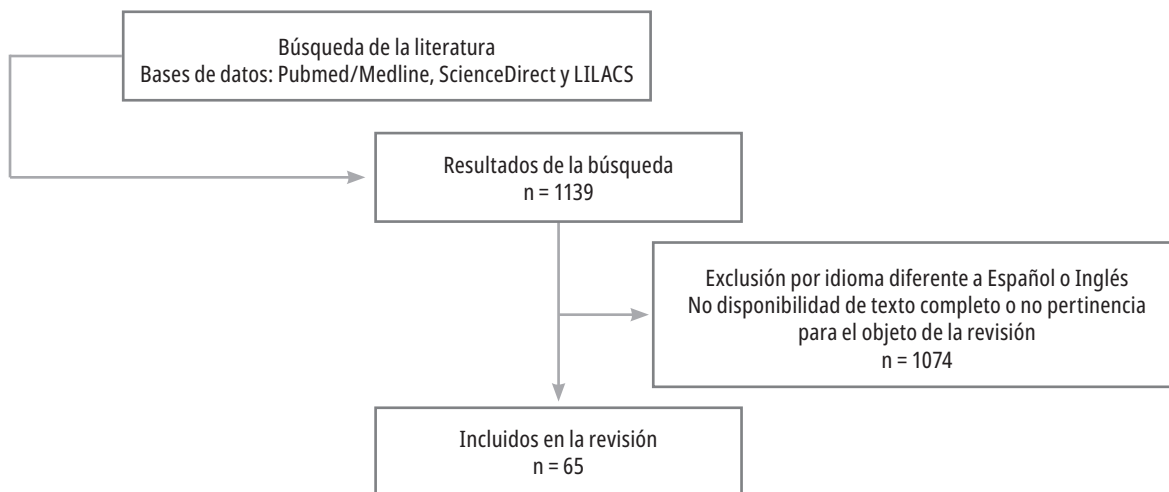 Búsqueda de la literatura
Bases de datos: Pubmed/Medline, ScienceDirect y LILACS
Resultados de la búsqueda
n = 1139
Exclusión por idioma diferente a Español o Inglés
No disponibilidad de texto completo o no pertinencia
para el objeto de la revisión
n = 1074
Incluidos en la revisión
n = 65